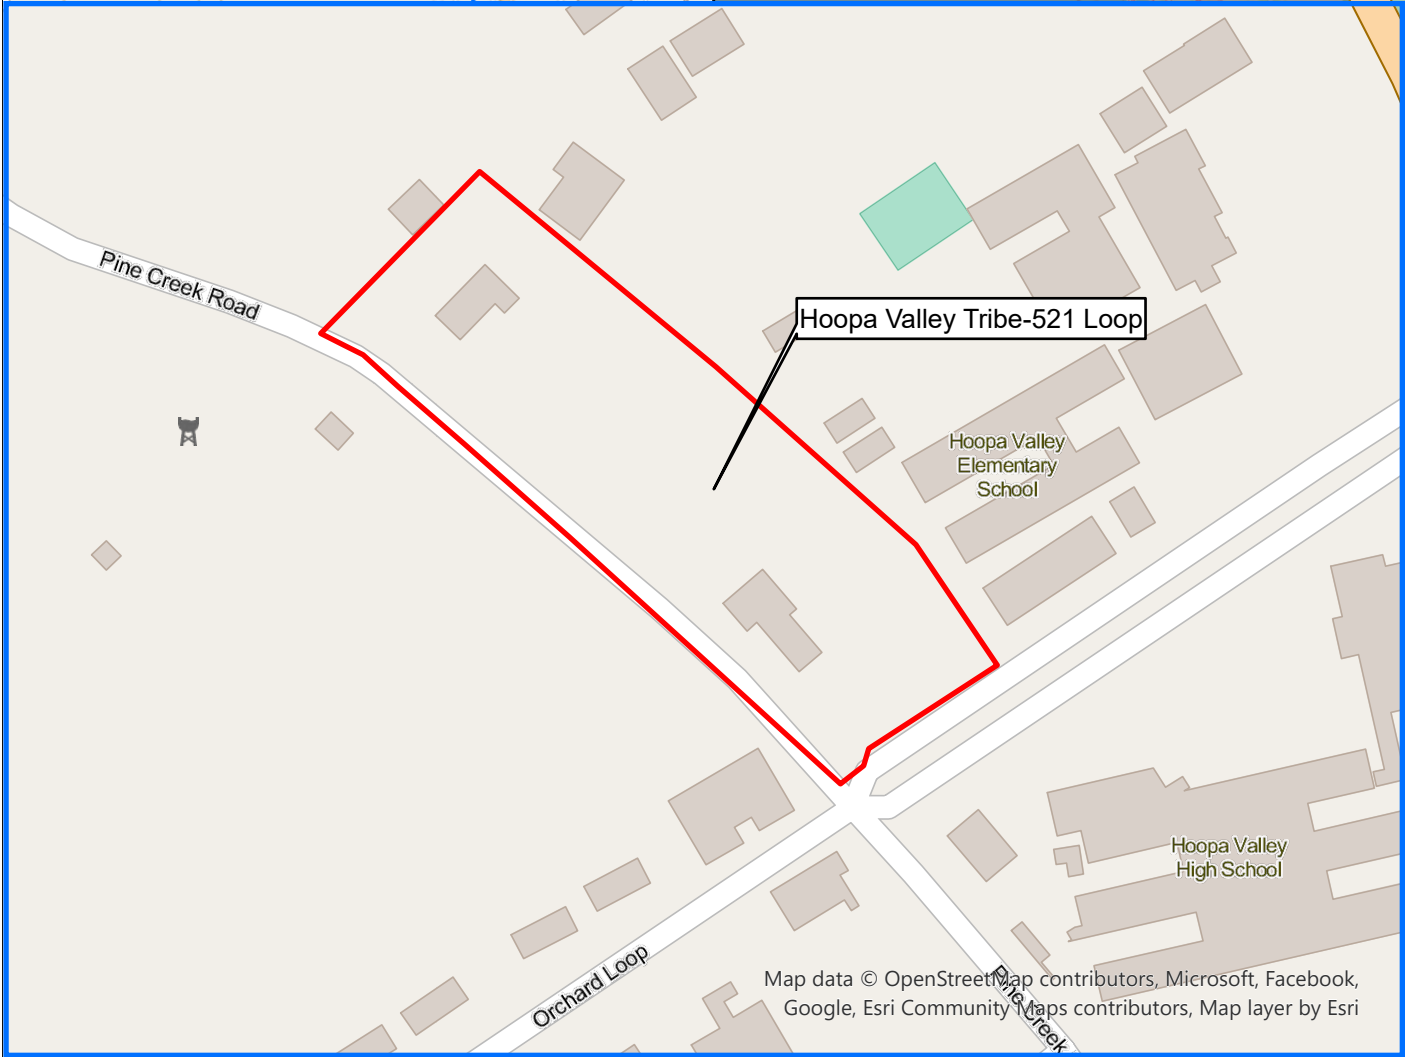 Pine Creek Road
Hoopa Valley Tribe-521 Loop
Hoopa Valley
Elementary
School
Hoopa Valley
High School
Orchard Loop
Pine Creek
Map data © OpenStreetMap contributors, Microsoft, Facebook,
Google, Esri Community Maps contributors, Map layer by Esri